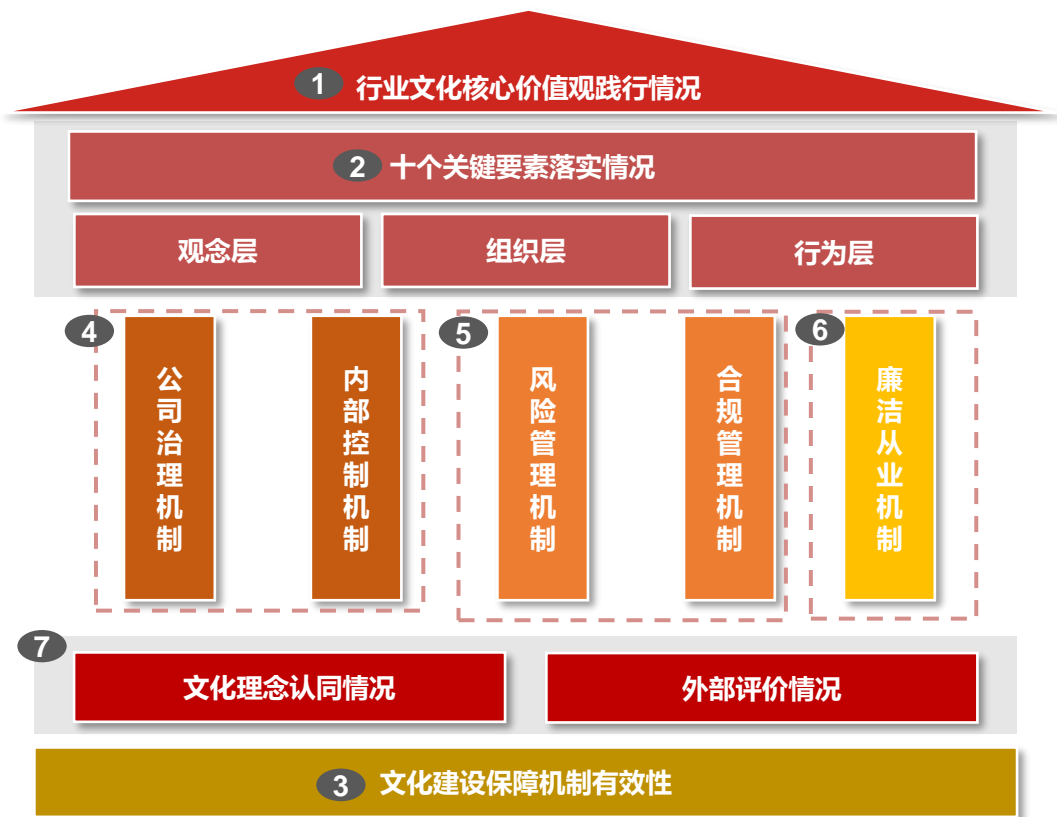 1 行业文化核心价值观践行情况
2 十个关键要素落实情况
观念层 组织层 行为层
4 5 6
公司治理机制
内部控制机制
风险管理机制
合规管理机制
廉洁从业机制
7
文化理念认同情况 外部评价情况
3 文化建设保障机制有效性